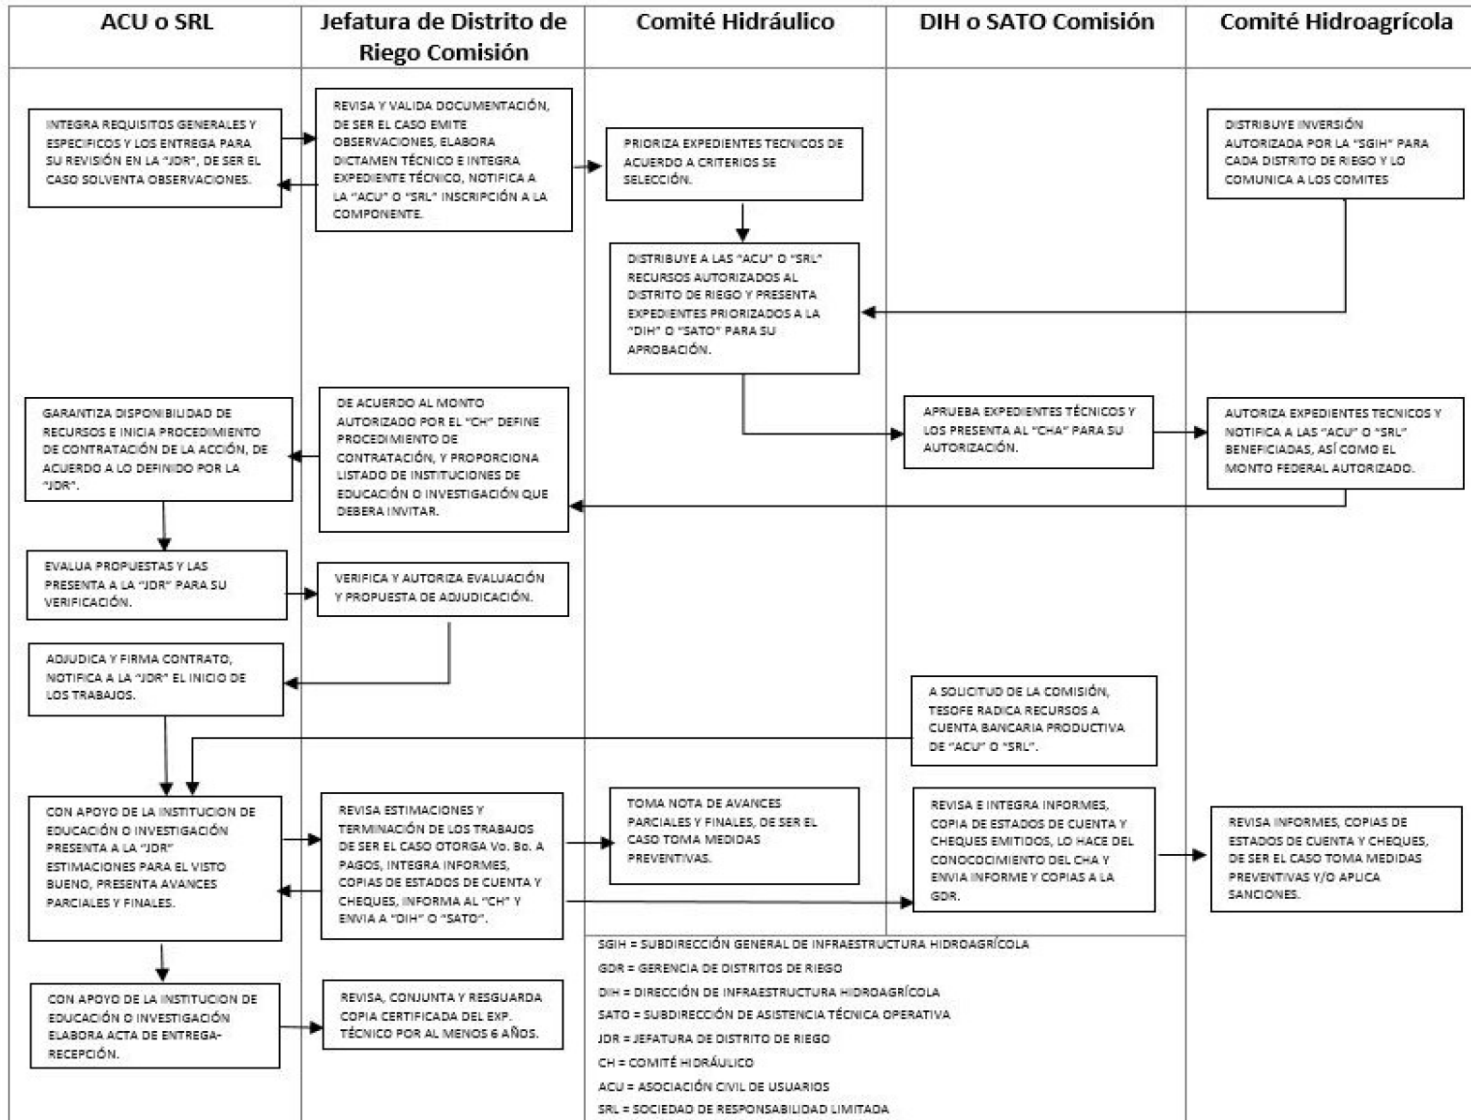 ACU o SRL
Jefatura de Distrito de
Riego Comisión
Comité Hidráulico
DIH o SATO Comisión
Comité Hidroagrícola
INTEGRA REQUISITOS GENERALES Y
ESPECIFICOS Y LOS ENTREGA PARA
SU REVISIÓN EN LA “JDR”, DE SER EL
CASO SOLVENTA OBSERVACIONES.
REVISA Y VALIDA DOCUMENTACIÓN,
DE SER EL CASO EMITE
OBSERVACIONES, ELABORA
DICTAMEN TÉCNICO E INTEGRA
EXPEDIENTE TÉCNICO, NOTIFICA A
LA “ACU” O “SRL” INSCRIPCIÓN A LA
COMPONENTE.
PRIORIZA EXPEDIENTES TECNICOS DE
ACUERDO A CRITERIOS SE
SELECCIÓN.
DISTRIBUYE INVERSIÓN
AUTORIZADA POR LA “SGIH” PARA
CADA DISTRITO DE RIEGO Y LO
COMUNICA A LOS COMITES
DISTRIBUYE A LAS “ACU” O “SRL”
RECURSOS AUTORIZADOS AL
DISTRITO DE RIEGO Y PRESENTA
EXPEDIENTES PRIORIZADOS A LA
“DIH” O “SATO” PARA SU
APROBACIÓN.
GARANTIZA DISPONIBILIDAD DE
RECURSOS E INICIA PROCEDIMIENTO
DE CONTRATACIÓN DE LA ACCIÓN, DE
ACUERDO A LO DEFINIDO POR LA
“JDR”.
DE ACUERDO AL MONTO
AUTORIZADO POR EL “CH” DEFINE
PROCEDIMIENTO DE
CONTRATACIÓN, Y PROPORCIONA
LISTADO DE INSTITUCIONES DE
EDUCACIÓN O INVESTIGACIÓN QUE
DEBERA INVITAR.
APRUEBA EXPEDIENTES TÉCNICOS Y
LOS PRESENTA AL “CHA” PARA SU
AUTORIZACIÓN.
AUTORIZA EXPEDIENTES TECNICOS Y
NOTIFICA A LAS “ACU” O “SRL”
BENEFICIADAS, ASÍ COMO EL
MONTO FEDERAL AUTORIZADO.
EVALUA PROPUESTAS Y LAS
PRESENTA A LA “JDR” PARA SU
VERIFICACIÓN.
VERIFICA Y AUTORIZA EVALUACIÓN
Y PROPUESTA DE ADJUDICACIÓN.
ADJUDICA Y FIRMA CONTRATO,
NOTIFICA A LA “JDR” EL INICIO DE
LOS TRABAJOS.
A SOLICITUD DE LA COMISIÓN,
TESOFE RADICA RECURSOS A
CUENTA BANCARIA PRODUCTIVA
DE “ACU” O “SRL”.
CON APOYO DE LA INSTITUCION DE
EDUCACIÓN O INVESTIGACIÓN
PRESENTA A LA “JDR”
ESTIMACIONES PARA EL VISTO
BUENO, PRESENTA AVANCES
PARCIALES Y FINALES.
REVISA ESTIMACIONES Y
TERMINACIÓN DE LOS TRABAJOS
DE SER EL CASO OTORGA Vo. Bo. A
PAGOS, INTEGRA INFORMES,
COPIAS DE ESTADOS DE CUENTA Y
CHEQUES, INFORMA AL “CH” Y
ENVIA A “DIH” O “SATO”.
TOMA NOTA DE AVANCES
PARCIALES Y FINALES, DE SER EL
CASO TOMA MEDIDAS
PREVENTIVAS.
REVISA E INTEGRA INFORMES,
COPIA DE ESTADOS DE CUENTA Y
CHEQUES EMITIDOS, LO HACE DEL
CONOCOCIMIENTO DEL CHA Y
ENVIA INFORME Y COPIAS A LA
GDR.
REVISA INFORMES, COPIAS DE
ESTADOS DE CUENTA Y CHEQUES,
DE SER EL CASO TOMA MEDIDAS
PREVENTIVAS Y/O APLICA
SANCIONES.
CON APOYO DE LA INSTITUCION DE
EDUCACIÓN O INVESTIGACIÓN
ELABORA ACTA DE ENTREGA-
RECEPCIÓN.
REVISA, CONJUNTA Y RESGUARDA
COPIA CERTIFICADA DEL EXP.
TÉCNICO POR AL MENOS 6 AÑOS.
SGIH = SUBDIRECCIÓN GENERAL DE INFRAESTRUCTURA HIDROAGRÍCOLA
GDR = GERENCIA DE DISTRITOS DE RIEGO
DIH = DIRECCIÓN DE INFRAESTRUCTURA HIDROAGRÍCOLA
SATO = SUBDIRECCIÓN DE ASISTENCIA TÉCNICA OPERATIVA
JDR = JEFATURA DE DISTRITO DE RIEGO
CH = COMITÉ HIDRÁULICO
ACU = ASOCIACIÓN CIVIL DE USUARIOS
SRL = SOCIEDAD DE RESPONSABILIDAD LIMITADA